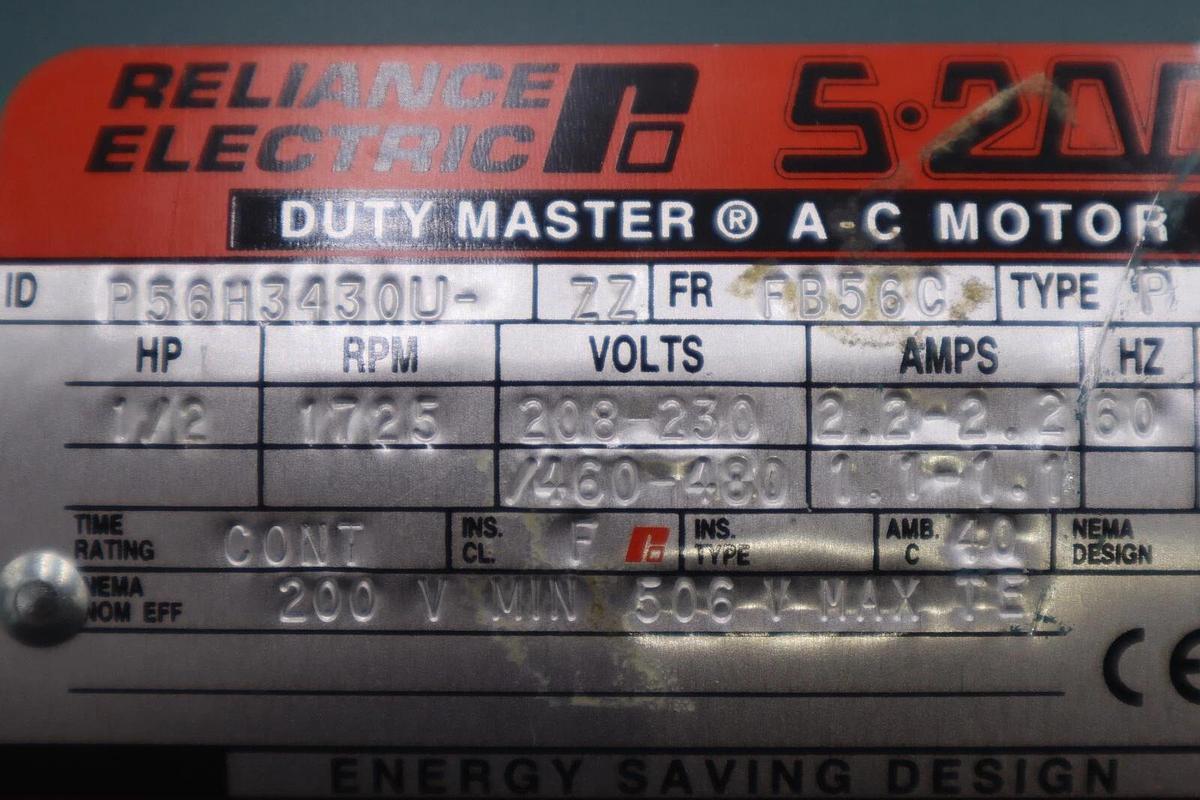 RELIANCE
ELECTRIC
S·200
DUTY MASTER ® A-C MOTOR
ID P56H3430U- ZZ FR FB56C TYPE P
HP RPM VOLTS AMPS HZ
1/2 1725 208-230 2.2-2.2 60
/460-480 1.1-1.1
TIME RATING CONT INS. CL. F INS. TYPE AMB. C 40 NEMA DESIGN
NEMA NOM EFF 200 V MIN 506 V MAX IE
CE
ENERGY SAVING DESIGN